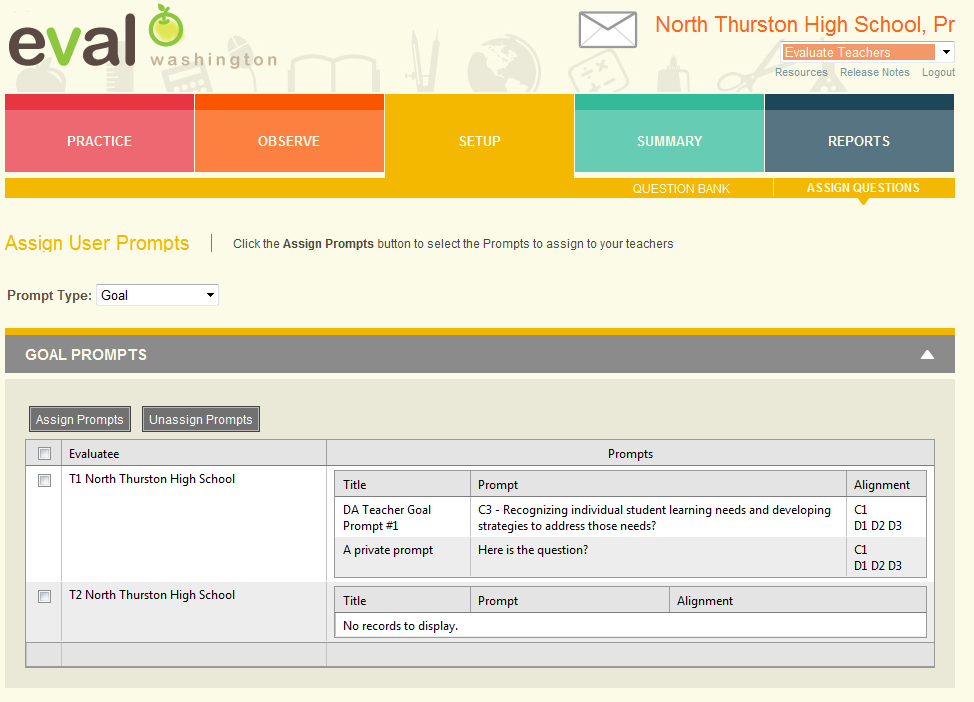 eval
washington
North Thurston High School, Pr
Evaluate Teachers
Resources Release Notes Logout
PRACTICE OBSERVE SETUP SUMMARY REPORTS
QUESTION BANK ASSIGN QUESTIONS
Assign User Prompts
Click the Assign Prompts button to select the Prompts to assign to your teachers
Prompt Type: Goal
GOAL PROMPTS
Assign Prompts Unassign Prompts
Evaluatee Prompts
T1 North Thurston High School
Title Prompt Alignment
DA Teacher Goal C3 - Recognizing individual student learning needs and developing C1
Prompt #1 strategies to address those needs? D1 D2 D3
A private prompt Here is the question? C1
D1 D2 D3
T2 North Thurston High School
Title Prompt Alignment
No records to display.